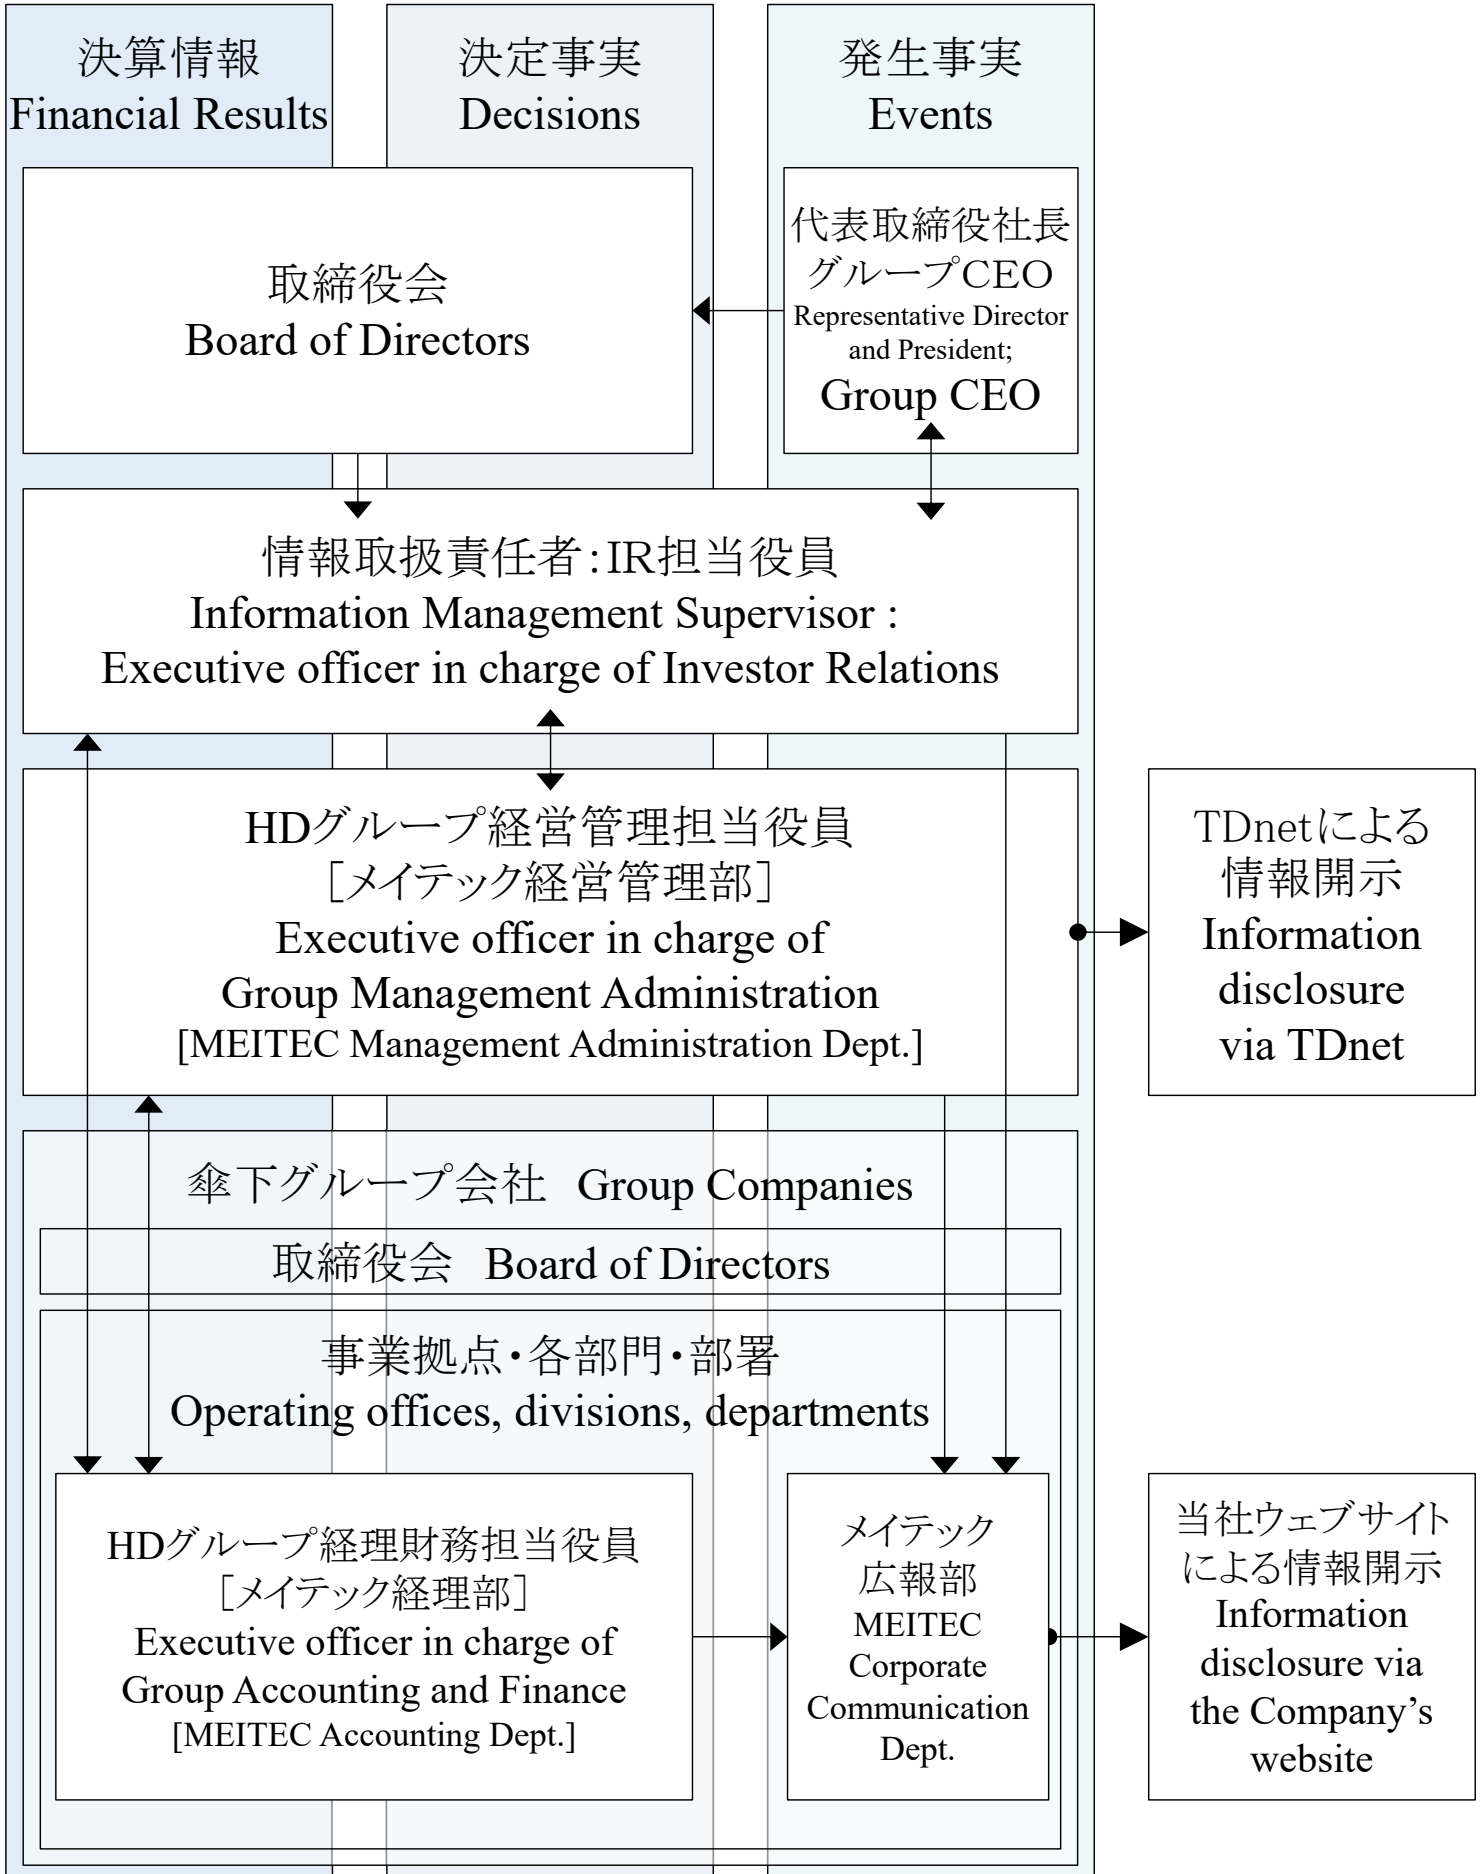 決算情報
Financial Results
決定事実
Decisions
発生事実
Events
取締役会
Board of Directors
代表取締役社長
グループCEO
Representative Director
and President;
Group CEO
情報取扱責任者：IR担当役員
Information Management Supervisor :
Executive officer in charge of Investor Relations
HDグループ経営管理担当役員
［メイテック経営管理部］
Executive officer in charge of
Group Management Administration
[MEITEC Management Administration Dept.]
TDnetによる
情報開示
Information
disclosure
via TDnet
傘下グループ会社 Group Companies
取締役会 Board of Directors
事業拠点・各部門・部署
Operating offices, divisions, departments
HDグループ経理財務担当役員
［メイテック経理部］
Executive officer in charge of
Group Accounting and Finance
[MEITEC Accounting Dept.]
メイテック
広報部
MEITEC
Corporate
Communication
Dept.
当社ウェブサイト
による情報開示
Information
disclosure via
the Company’s
website